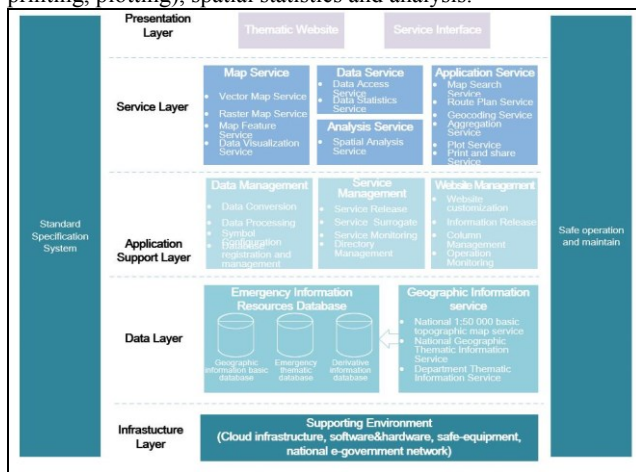 printing, plotting), spatial statistics and analysis.
Presentation
Layer
Thematic Website
Service Interface
Service Layer
Map Service
Vector Map Service
Raster Map Service
Map Feature
Service
Data Visualization
Service
Data Service
Data Access
Service
Data Statistics
Service
Analysis Service
Spatial Analysis
Service
Application Service
Map Search
Service
Route Plan Service
Geocoding Service
Aggregation
Service
Plot Service
Print and share
Service
Standard
Specification
System
Safe operation
and maintain
Application
Support Layer
Data Management
Data Conversion
Data Processing
Symbol
Configuration
Database
registration and
management
Service
Management
Service Release
Service Surrogate
Service Monitoring
Directory
Management
Website Management
Website
customization
Information Release
Column
Management
Operation
Monitoring
Data Layer
Emergency Information
Resources Database
Geographic
information basic
database
Emergency
thematic
database
Derivative
information
database
Geographic Information
service
National 1:50 000 basic
topographic map service
National Geographic
Thematic Information
Service
Department Thematic
Information Service
Infrastucture
Layer
Supporting Environment
(Cloud infrastructure, software&hardware, safe-equipment,
national e-government network)